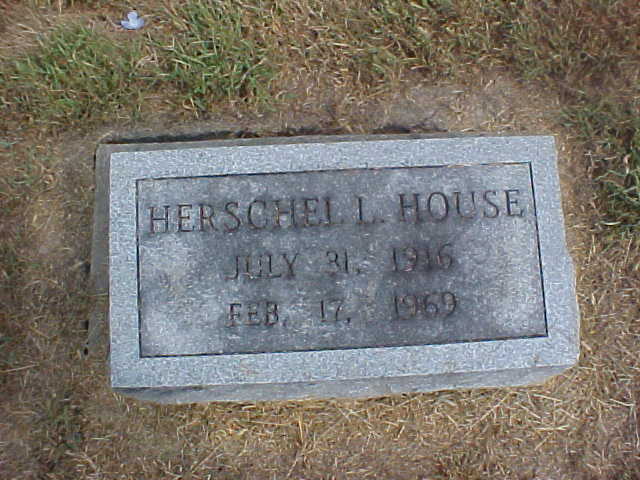 HERSCHEL L. HOUSE
JULY 31, 1916
FEB. 17, 1969